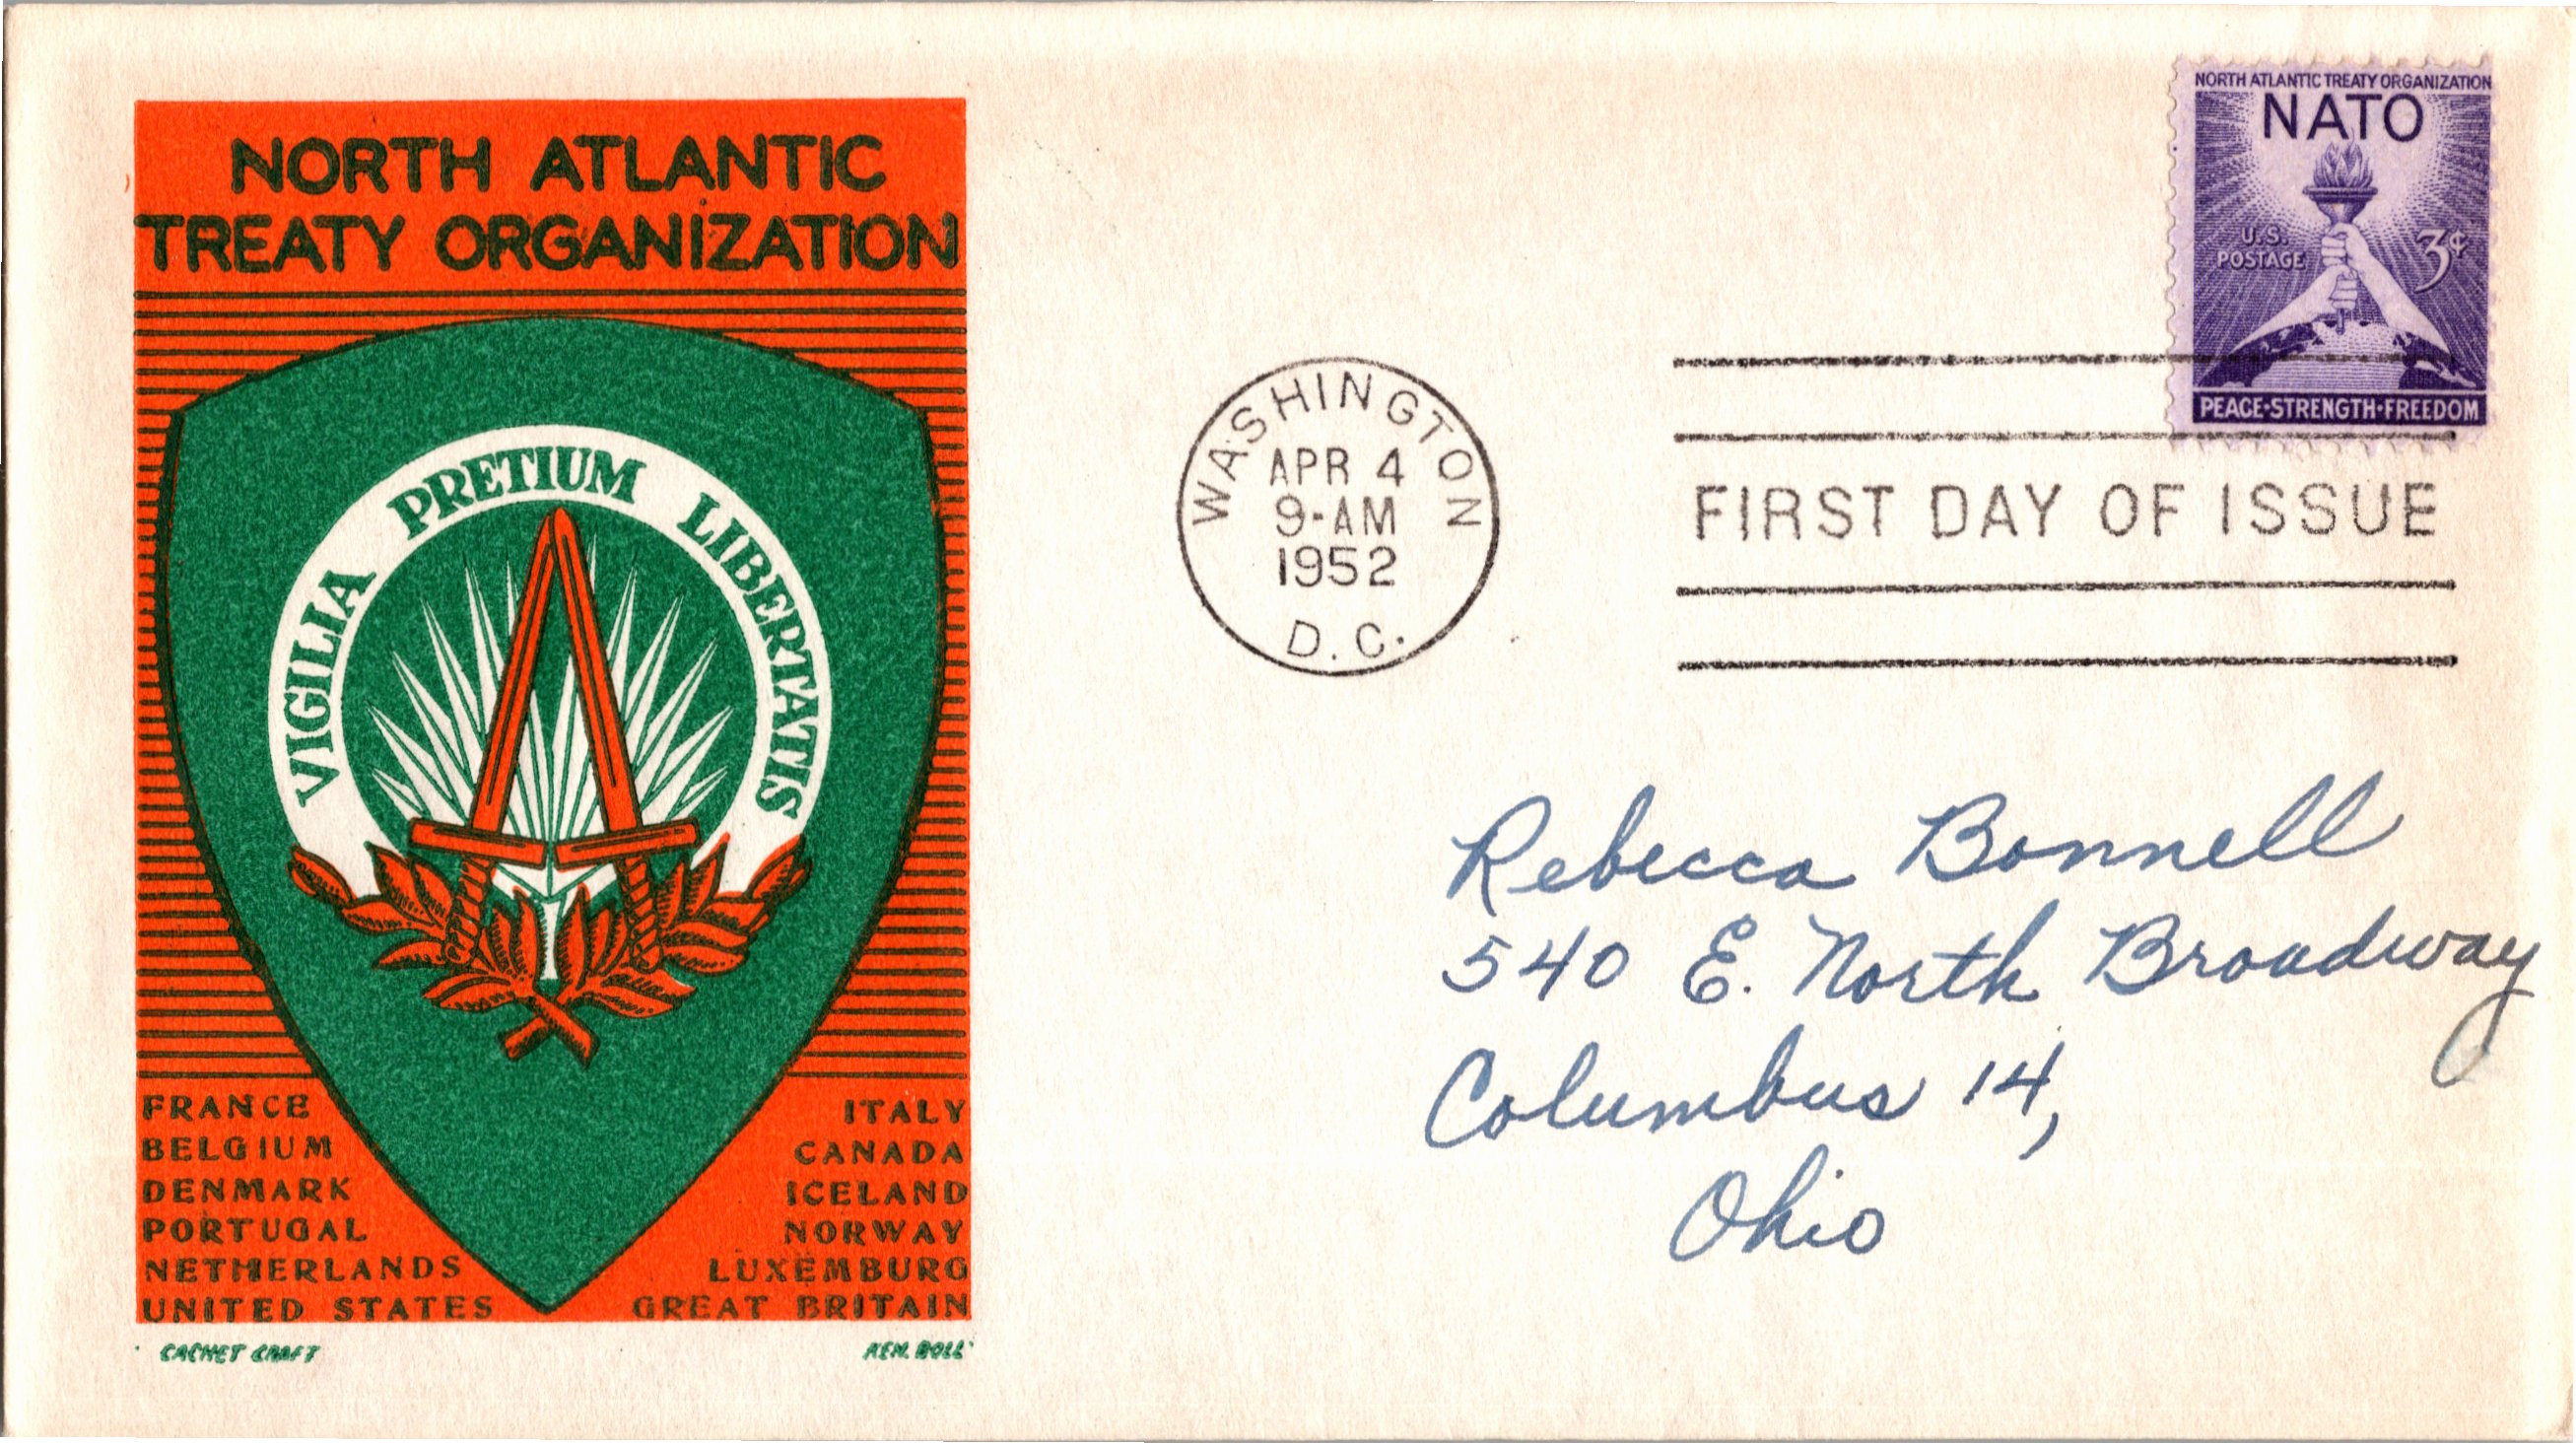 NORTH ATLANTIC
TREATY ORGANIZATION
VIGILIA PRETIUM LIBERTATIS
FRANCE
BELGIUM
DENMARK
PORTUGAL
NETHERLANDS
UNITED STATES
ITALY
CANADA
ICELAND
NORWAY
LUXEMBURG
GREAT BRITAIN
CACHET CRAFT
KEN BOLL
WASHINGTON
APR 4
9-AM
1952
D.C.
NORTH ATLANTIC TREATY ORGANIZATION
NATO
U.S.
POSTAGE
3¢
PEACE·STRENGTH·FREEDOM
FIRST DAY OF ISSUE
Rebecca Bonnell
540 E. North Broadway
Columbus 14,
Ohio